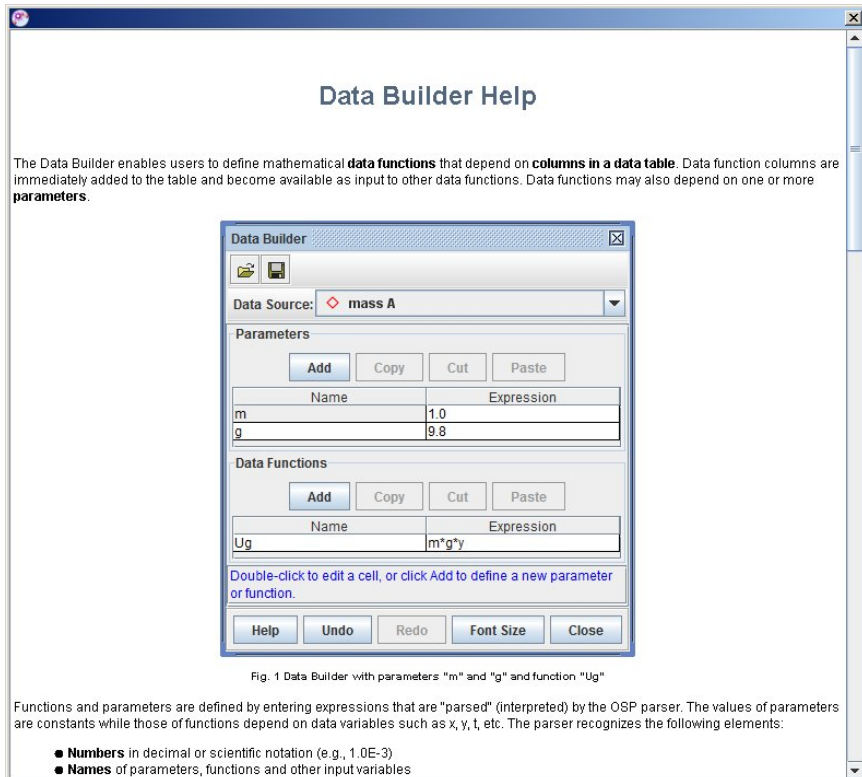 Data Builder Help
The Data Builder enables users to define mathematical data functions that depend on columns in a data table. Data function columns are
immediately added to the table and become available as input to other data functions. Data functions may also depend on one or more
parameters.
Data Builder
Data Source: mass A
Parameters
Add Copy Cut Paste
Name Expression
m 1.0
g 9.8
Data Functions
Add Copy Cut Paste
Name Expression
Ug m*g*y
Double-click to edit a cell, or click Add to define a new parameter
or function.
Help Undo Redo Font Size Close
Fig. 1 Data Builder with parameters "m" and "g" and function "Ug"
Functions and parameters are defined by entering expressions that are "parsed" (interpreted) by the OSP parser. The values of parameters
are constants while those of functions depend on data variables such as x, y, t, etc. The parser recognizes the following elements:
● Numbers in decimal or scientific notation (e.g., 1.0E-3)
● Names of parameters, functions and other input variables